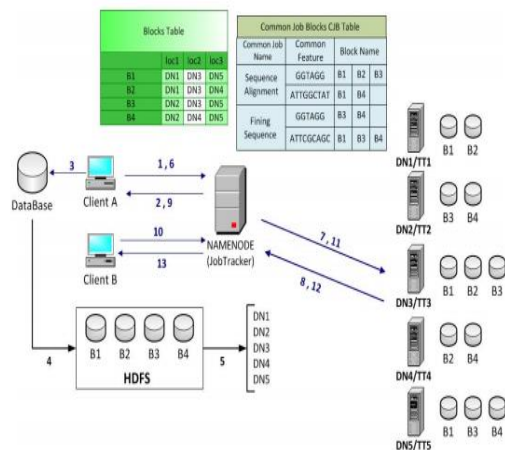 Blocks Table
loc1 loc2 loc3
B1 DN1 DN3 DN5
B2 DN1 DN3 DN4
B3 DN2 DN3 DN5
B4 DN2 DN4 DN5
Common Job Blocks CJB Table
Common Job Name Common Feature Block Name
Sequence Alignment GGTAGG B1 B2 B3
ATTGGCTAT B1 B4
Fining Sequence GGTAGG B3 B4
ATTCGCAGC B1 B3 B4
3
1, 6
DataBase
Client A
2, 9
10
NAMENODE
(JobTracker)
Client B
13
7, 11
8, 12
4
B1 B2 B3 B4
HDFS
5
DN1
DN2
DN3
DN4
DN5
B1 B2
DN1/TT1
B3 B4
DN2/TT2
B1 B2 B3
DN3/TT3
B2 B4
DN4/TT4
B1 B3 B4
DN5/TT5